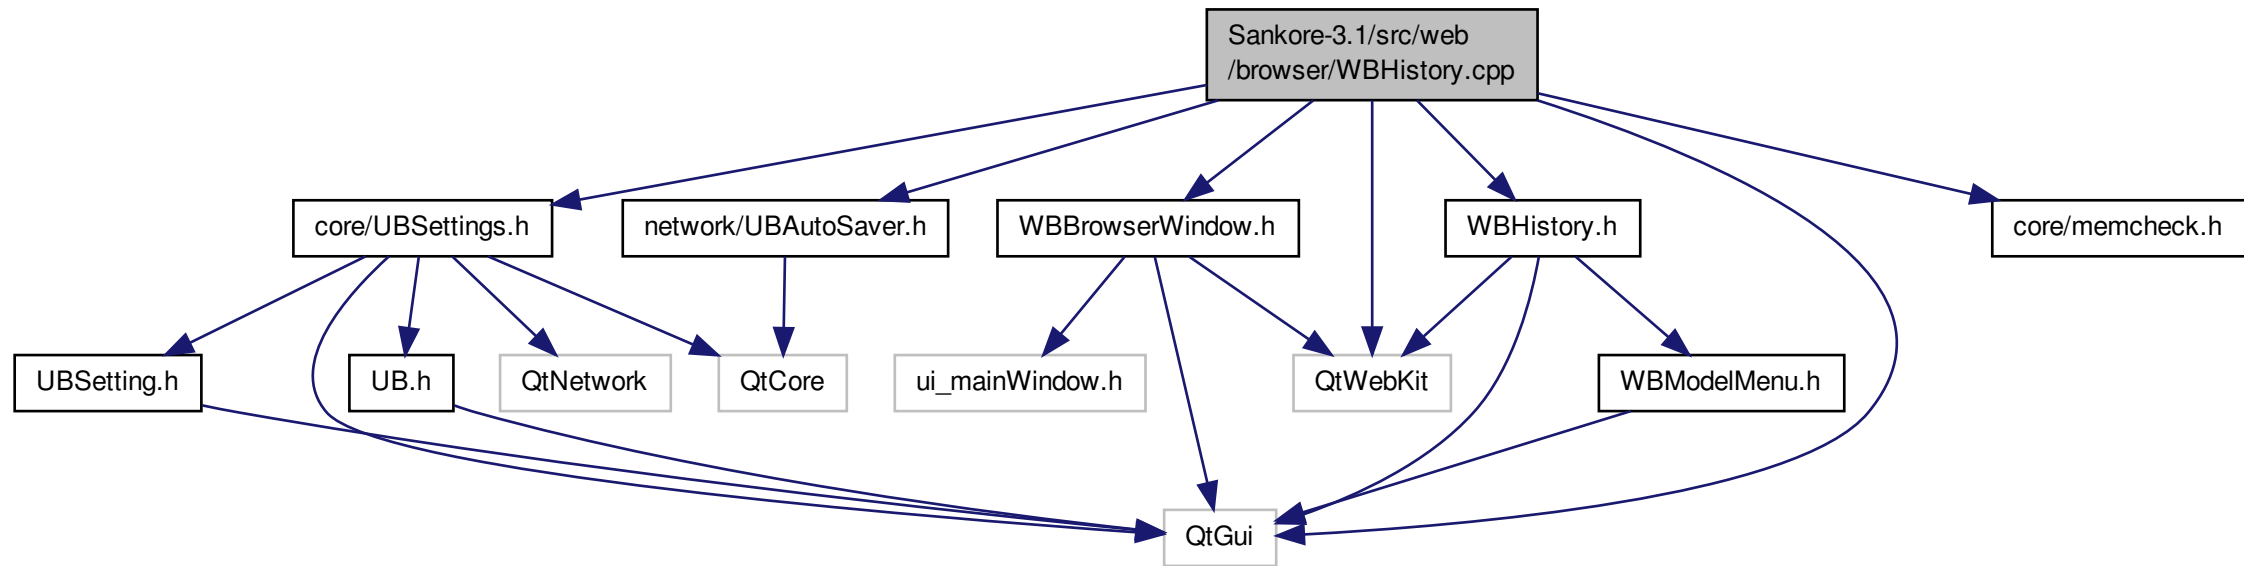 Sankore-3.1/src/web
/browser/WBHistory.cpp
core/UBSettings.h
network/UBAutoSaver.h
WBBrowserWindow.h
WBHistory.h
core/memcheck.h
UBSetting.h
UB.h
QtNetwork
QtCore
ui_mainWindow.h
QtWebKit
WBModelMenu.h
QtGui